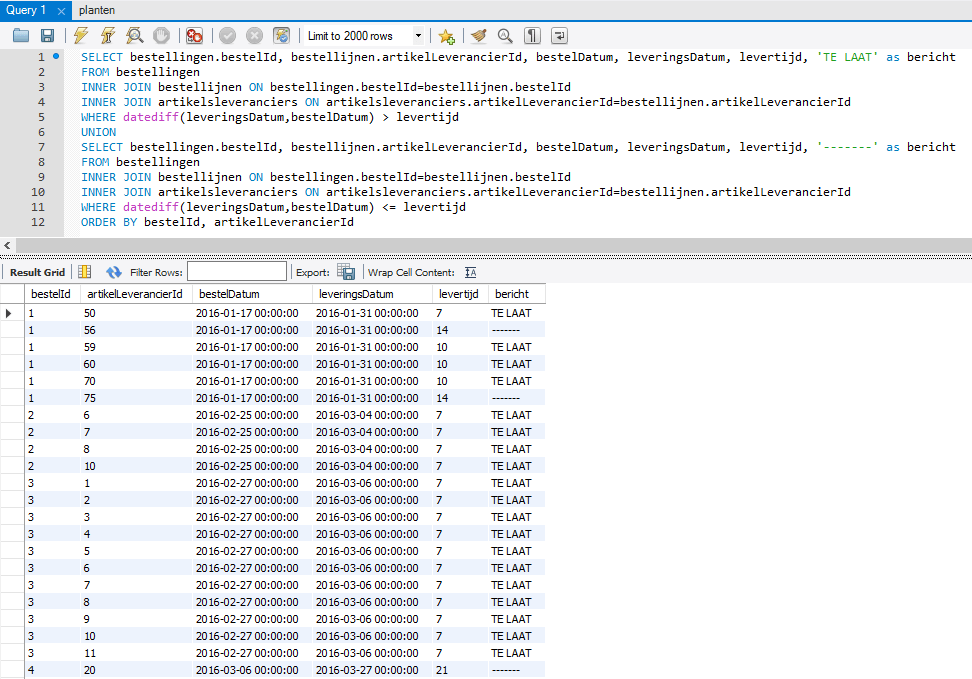 Query 1 planten
Limit to 2000 rows
1 SELECT bestellingen.bestelId, bestellijnen.artikelLeverancierId, bestelDatum, leveringsDatum, levertijd, 'TE LAAT' as bericht
2 FROM bestellingen
3 INNER JOIN bestellijnen ON bestellingen.bestelId=bestellijnen.bestelId
4 INNER JOIN artikelsleveranciers ON artikelsleveranciers.artikelLeverancierId=bestellijnen.artikelLeverancierId
5 WHERE datediff(leveringsDatum,bestelDatum) > levertijd
6 UNION
7 SELECT bestellingen.bestelId, bestellijnen.artikelLeverancierId, bestelDatum, leveringsDatum, levertijd, '-------' as bericht
8 FROM bestellingen
9 INNER JOIN bestellijnen ON bestellingen.bestelId=bestellijnen.bestelId
10 INNER JOIN artikelsleveranciers ON artikelsleveranciers.artikelLeverancierId=bestellijnen.artikelLeverancierId
11 WHERE datediff(leveringsDatum,bestelDatum) <= levertijd
12 ORDER BY bestelId, artikelLeverancierId
Result Grid Filter Rows: Export: Wrap Cell Content:
bestelId artikelLeverancierId bestelDatum leveringsDatum levertijd bericht
1 50 2016-01-17 00:00:00 2016-01-31 00:00:00 7 TE LAAT
1 56 2016-01-17 00:00:00 2016-01-31 00:00:00 14 -------
1 59 2016-01-17 00:00:00 2016-01-31 00:00:00 10 TE LAAT
1 60 2016-01-17 00:00:00 2016-01-31 00:00:00 10 TE LAAT
1 70 2016-01-17 00:00:00 2016-01-31 00:00:00 10 TE LAAT
1 75 2016-01-17 00:00:00 2016-01-31 00:00:00 14 -------
2 6 2016-02-25 00:00:00 2016-03-04 00:00:00 7 TE LAAT
2 7 2016-02-25 00:00:00 2016-03-04 00:00:00 7 TE LAAT
2 8 2016-02-25 00:00:00 2016-03-04 00:00:00 7 TE LAAT
2 10 2016-02-25 00:00:00 2016-03-04 00:00:00 7 TE LAAT
3 1 2016-02-27 00:00:00 2016-03-06 00:00:00 7 TE LAAT
3 2 2016-02-27 00:00:00 2016-03-06 00:00:00 7 TE LAAT
3 3 2016-02-27 00:00:00 2016-03-06 00:00:00 7 TE LAAT
3 4 2016-02-27 00:00:00 2016-03-06 00:00:00 7 TE LAAT
3 5 2016-02-27 00:00:00 2016-03-06 00:00:00 7 TE LAAT
3 6 2016-02-27 00:00:00 2016-03-06 00:00:00 7 TE LAAT
3 7 2016-02-27 00:00:00 2016-03-06 00:00:00 7 TE LAAT
3 8 2016-02-27 00:00:00 2016-03-06 00:00:00 7 TE LAAT
3 9 2016-02-27 00:00:00 2016-03-06 00:00:00 7 TE LAAT
3 10 2016-02-27 00:00:00 2016-03-06 00:00:00 7 TE LAAT
3 11 2016-02-27 00:00:00 2016-03-06 00:00:00 7 TE LAAT
4 20 2016-03-06 00:00:00 2016-03-27 00:00:00 21 -------